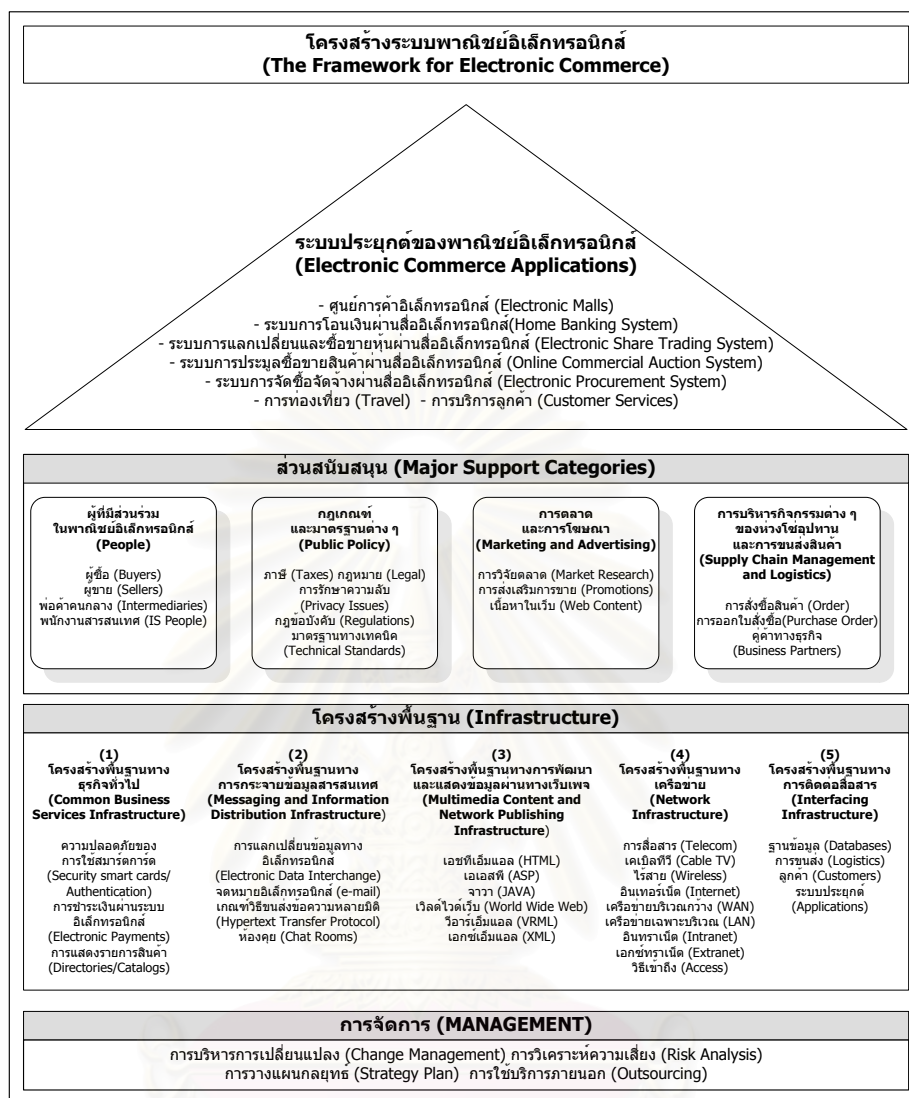 โครงสร้างระบบพาณิชย์อิเล็กทรอนิกส์
(The Framework for Electronic Commerce)
ระบบประยุกต์ของพาณิชย์อิเล็กทรอนิกส์
(Electronic Commerce Applications)
- ศูนย์การค้าอิเล็กทรอนิกส์ (Electronic Malls)
- ระบบการโอนเงินผ่านสื่ออิเล็กทรอนิกส์(Home Banking System)
- ระบบการแลกเปลี่ยนและซื้อขายหุ้นผ่านสื่ออิเล็กทรอนิกส์ (Electronic Share Trading System)
- ระบบการประมูลซื้อขายสินค้าผ่านสื่ออิเล็กทรอนิกส์ (Online Commercial Auction System)
- ระบบการจัดซื้อจัดจ้างผ่านสื่ออิเล็กทรอนิกส์ (Electronic Procurement System)
- การท่องเที่ยว (Travel) - การบริการลูกค้า (Customer Services)
ส่วนสนับสนุน (Major Support Categories)
ผู้ที่มีส่วนร่วม
ในพาณิชย์อิเล็กทรอนิกส์
(People)
ผู้ซื้อ (Buyers)
ผู้ขาย (Sellers)
พ่อค้าคนกลาง (Intermediaries)
พนักงานสารสนเทศ (IS People)
กฎเกณฑ์
และมาตรฐานต่าง ๆ
(Public Policy)
ภาษี (Taxes) กฎหมาย (Legal)
การรักษาความลับ
(Privacy Issues)
กฎข้อบังคับ (Regulations)
มาตรฐานทางเทคนิค
(Technical Standards)
การตลาด
และการโฆษณา
(Marketing and Advertising)
การวิจัยตลาด (Market Research)
การส่งเสริมการขาย (Promotions)
เนื้อหาในเว็บ (Web Content)
การบริหารกิจกรรมต่าง ๆ
ของห่วงโซ่อุปทาน
และการขนส่งสินค้า
(Supply Chain Management
and Logistics)
การสั่งซื้อสินค้า (Order)
การออกใบสั่งซื้อ(Purchase Order)
คู่ค้าทางธุรกิจ
(Business Partners)
โครงสร้างพื้นฐาน (Infrastructure)
(1)
โครงสร้างพื้นฐานทาง
ธุรกิจทั่วไป
(Common Business
Services Infrastructure)
ความปลอดภัยของ
การใช้สมาร์ตการ์ด
(Security smart cards/
Authentication)
การชำระเงินผ่านระบบ
อิเล็กทรอนิกส์
(Electronic Payments)
การแสดงรายการสินค้า
(Directories/Catalogs)
(2)
โครงสร้างพื้นฐานทาง
การกระจายข้อมูลสารสนเทศ
(Messaging and Information
Distribution Infrastructure)
การแลกเปลี่ยนข้อมูลทาง
อิเล็กทรอนิกส์
(Electronic Data Interchange)
จดหมายอิเล็กทรอนิกส์ (e-mail)
เกณฑ์วิธีขนส่งข้อความหลายมิติ
(Hypertext Transfer Protocol)
ห้องคุย (Chat Rooms)
(3)
โครงสร้างพื้นฐานทางการพัฒนา
และแสดงข้อมูลผ่านทางเว็บเพจ
(Multimedia Content and
Network Publishing
Infrastructure)
เอชทีเอ็มแอล (HTML)
เอเอสพี (ASP)
จาวา (JAVA)
เวิลด์ไวด์เว็บ (World Wide Web)
วีอาร์เอ็มแอล (VRML)
เอกซ์เอ็มแอล (XML)
(4)
โครงสร้างพื้นฐานทาง
เครือข่าย
(Network
Infrastructure)
การสื่อสาร (Telecom)
เคเบิลทีวี (Cable TV)
ไร้สาย (Wireless)
อินเทอร์เน็ต (Internet)
เครือข่ายบริเวณกว้าง (WAN)
เครือข่ายเฉพาะบริเวณ (LAN)
อินทราเน็ต (Intranet)
เอกซ์ทราเน็ต (Extranet)
วิธีเข้าถึง (Access)
(5)
โครงสร้างพื้นฐานทาง
การติดต่อสื่อสาร
(Interfacing
Infrastructure)
ฐานข้อมูล (Databases)
การขนส่ง (Logistics)
ลูกค้า (Customers)
ระบบประยุกต์
(Applications)
การจัดการ (MANAGEMENT)
การบริหารการเปลี่ยนแปลง (Change Management) การวิเคราะห์ความเสี่ยง (Risk Analysis)
การวางแผนกลยุทธ์ (Strategy Plan) การใช้บริการภายนอก (Outsourcing)